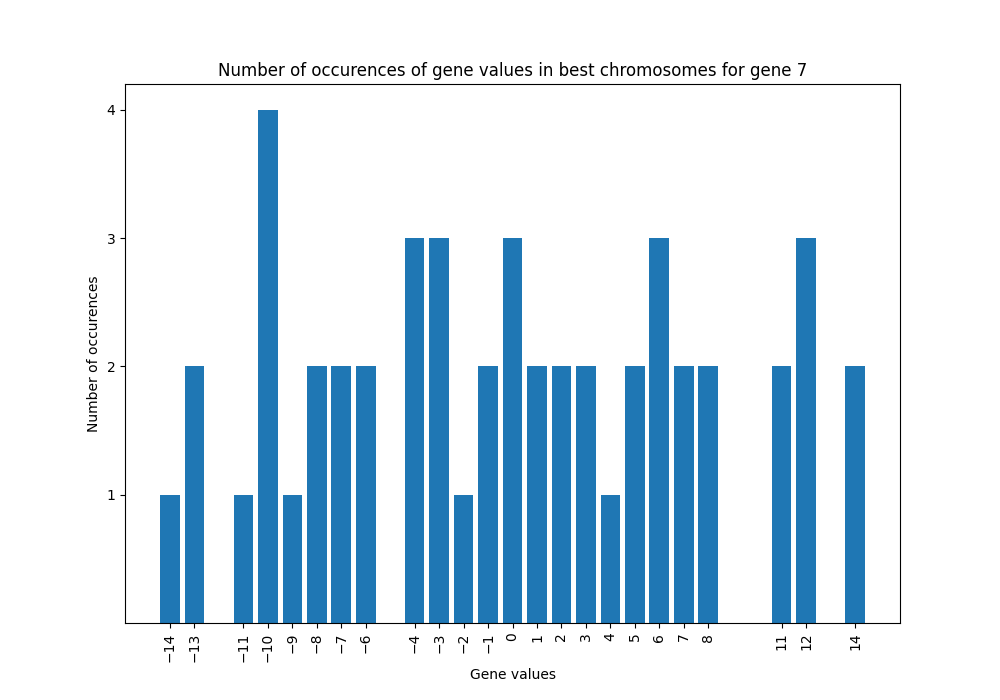 Number of occurences of gene values in best chromosomes for gene 7
Number of occurences
4
3
2
1
−14 −13 −11 −10 −9 −8 −7 −6 −4 −3 −2 −1 0 1 2 3 4 5 6 7 8 11 12 14
Gene values